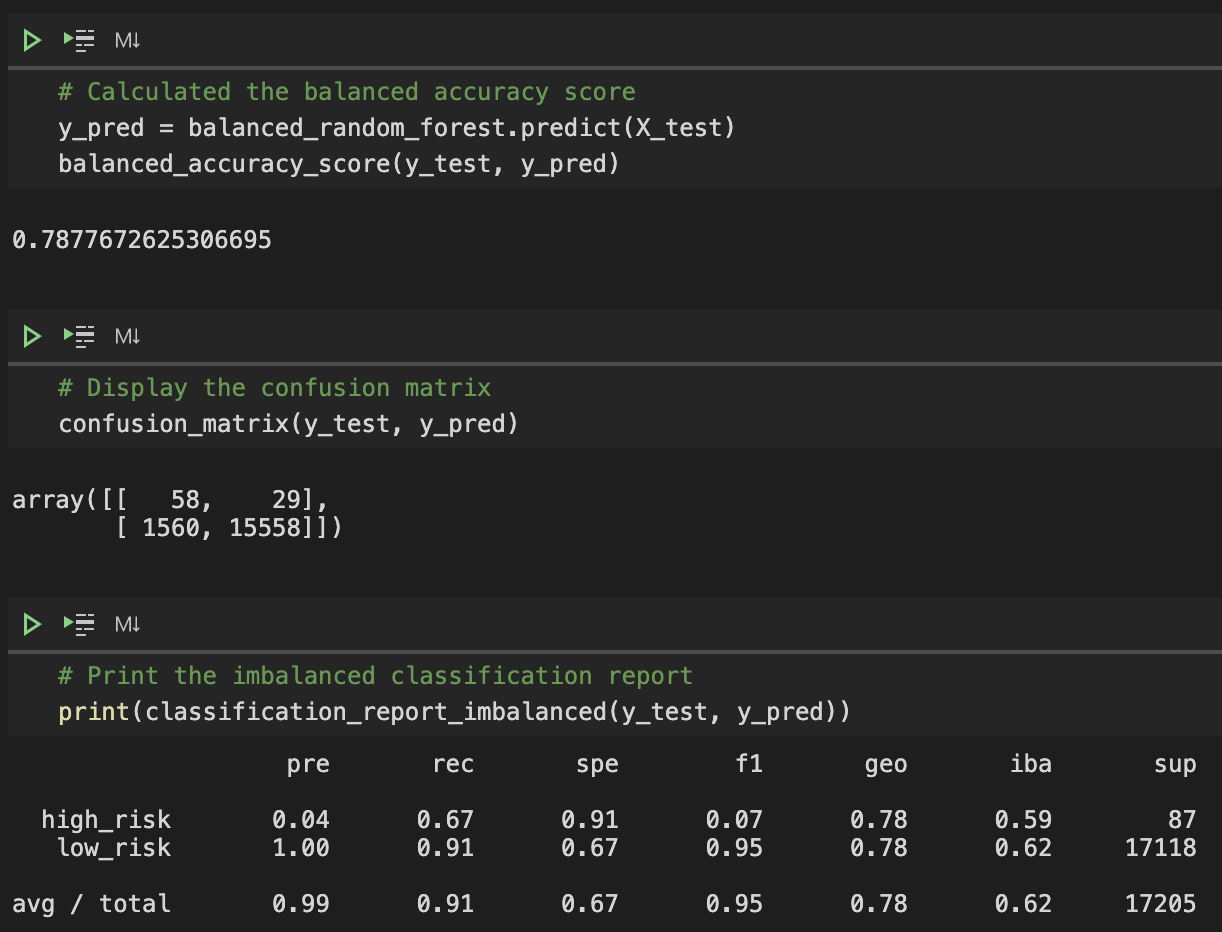 M↓
# Calculated the balanced accuracy score
y_pred = balanced_random_forest.predict(X_test)
balanced_accuracy_score(y_test, y_pred)
0.7877672625306695
M↓
# Display the confusion matrix
confusion_matrix(y_test, y_pred)
array([[   58,    29],
       [ 1560, 15558]])
M↓
# Print the imbalanced classification report
print(classification_report_imbalanced(y_test, y_pred))
                   pre       rec       spe        f1       geo       iba       sup
  high_risk       0.04      0.67      0.91      0.07      0.78      0.59        87
   low_risk       1.00      0.91      0.67      0.95      0.78      0.62     17118
avg / total       0.99      0.91      0.67      0.95      0.78      0.62     17205